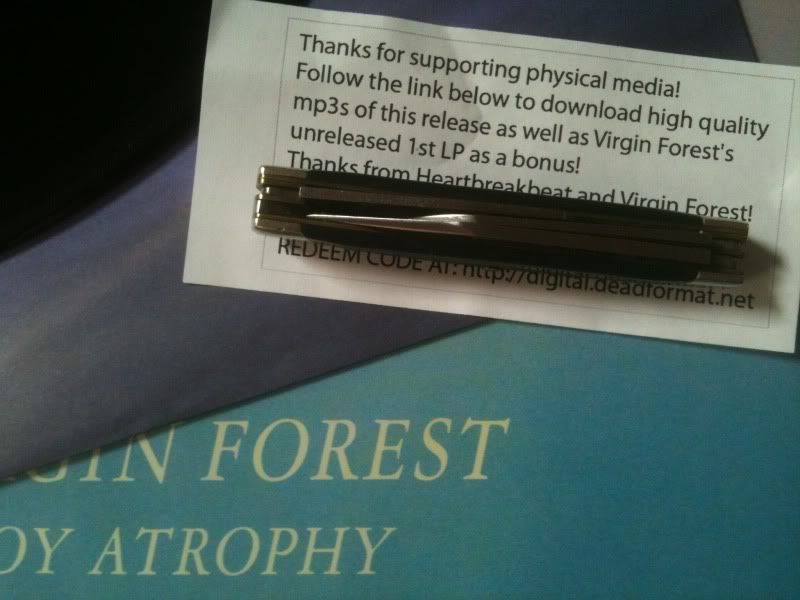 Thanks for supporting physical media!
Follow the link below to download high quality
mp3s of this release as well as Virgin Forest's
unreleased 1st LP as a bonus!
Thanks from Heartbreakbeat and Virgin Forest!
REDEEM CODE AT: http://digital.deadformat.net
RGIN FOREST
OY ATROPHY